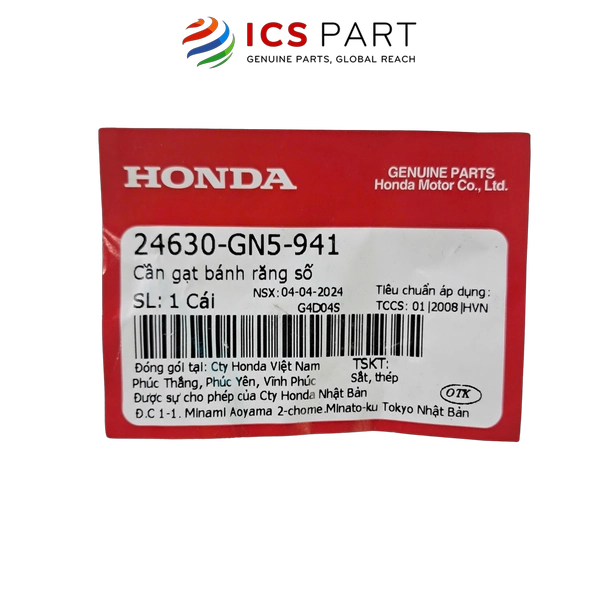 ICS PART
GENUINE PARTS, GLOBAL REACH
HONDA
GENUINE PARTS
Honda Motor Co., Ltd.
24630-GN5-941
Cần gạt bánh răng số
SL: 1 Cái
NSX: 04-04-2024
G4D04S
Tiêu chuẩn áp dụng:
TCCS: 01|2008|HVN
Đóng gói tại: Cty Honda Việt Nam
Phúc Thắng, Phúc Yên, Vĩnh Phúc
TSKT:
Sắt, thép
Được sự cho phép của Cty Honda Nhật Bản
Đ.C 1-1. Minami Aoyama 2-chome.Minato-ku Tokyo Nhật Bản
OTK